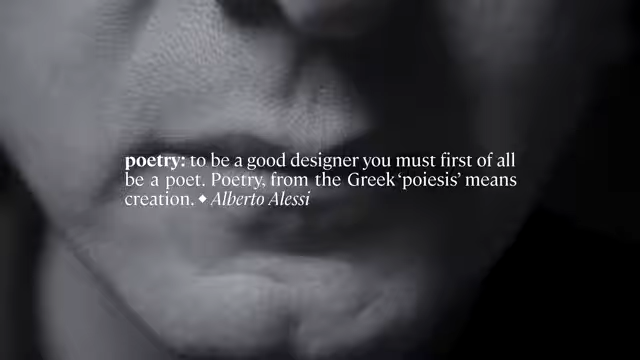 poetry: to be a good designer you must first of all
be a poet. Poetry, from the Greek ‘poiesis’ means
creation. ◆ Alberto Alessi